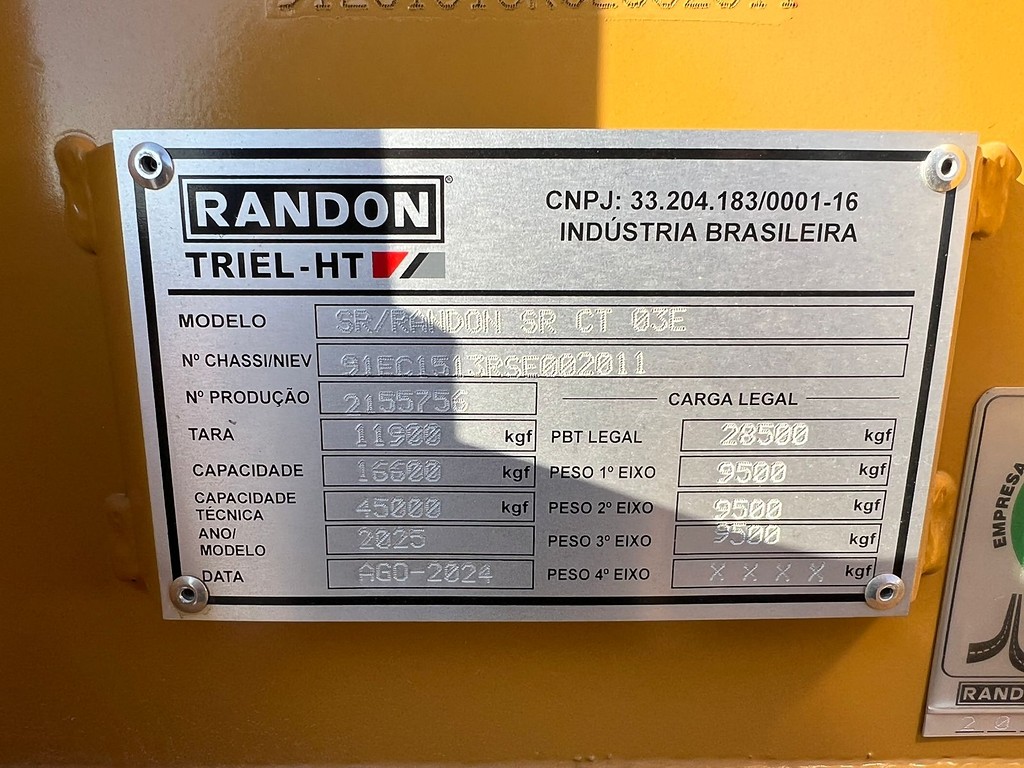 RANDON®
TRIEL-HT
CNPJ: 33.204.183/0001-16
INDÚSTRIA BRASILEIRA
MODELO SR/RANDON SR CT 03E
Nº CHASSI/NIEV 91FC1513RSE002011
Nº PRODUÇÃO 2155756
CARGA LEGAL
TARA 11900 kgf PBT LEGAL 28500 kgf
CAPACIDADE 16600 kgf PESO 1º EIXO 9500 kgf
CAPACIDADE TÉCNICA 45000 kgf PESO 2º EIXO 9500 kgf
ANO/MODELO 2025 PESO 3º EIXO 9500 kgf
DATA AGO-2024 PESO 4º EIXO X X X X kgf
EMPRESA
RAND